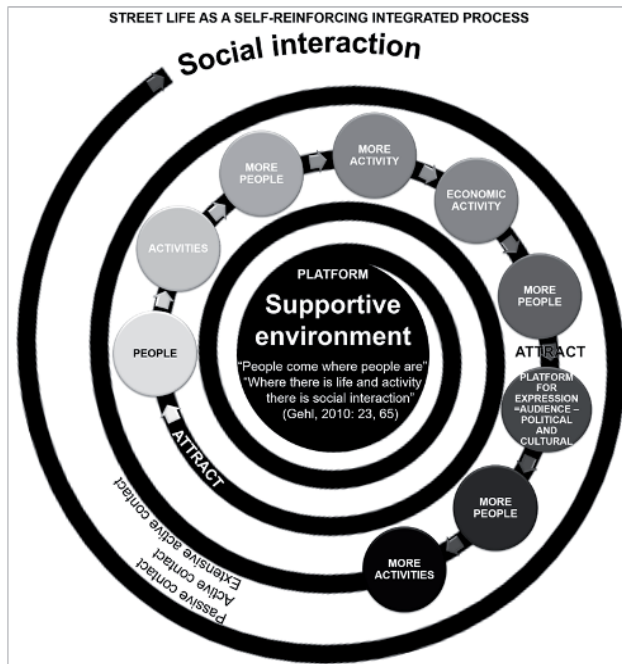 STREET LIFE AS A SELF-REINFORCING INTEGRATED PROCESS
Social interaction
MORE
ACTIVITY
MORE
PEOPLE
ECONOMIC
ACTIVITY
ACTIVITIES
MORE
PEOPLE
PLATFORM
Supportive
environment
“People come where people are”
“Where there is life and activity
there is social interaction”
(Gehl, 2010: 23, 65)
PEOPLE
ATTRACT
PLATFORM
FOR
EXPRESSION
=AUDIENCE –
POLITICAL
AND
CULTURAL
ATTRACT
MORE
PEOPLE
MORE
ACTIVITIES
Extensive active contact
Active contact
Passive contact